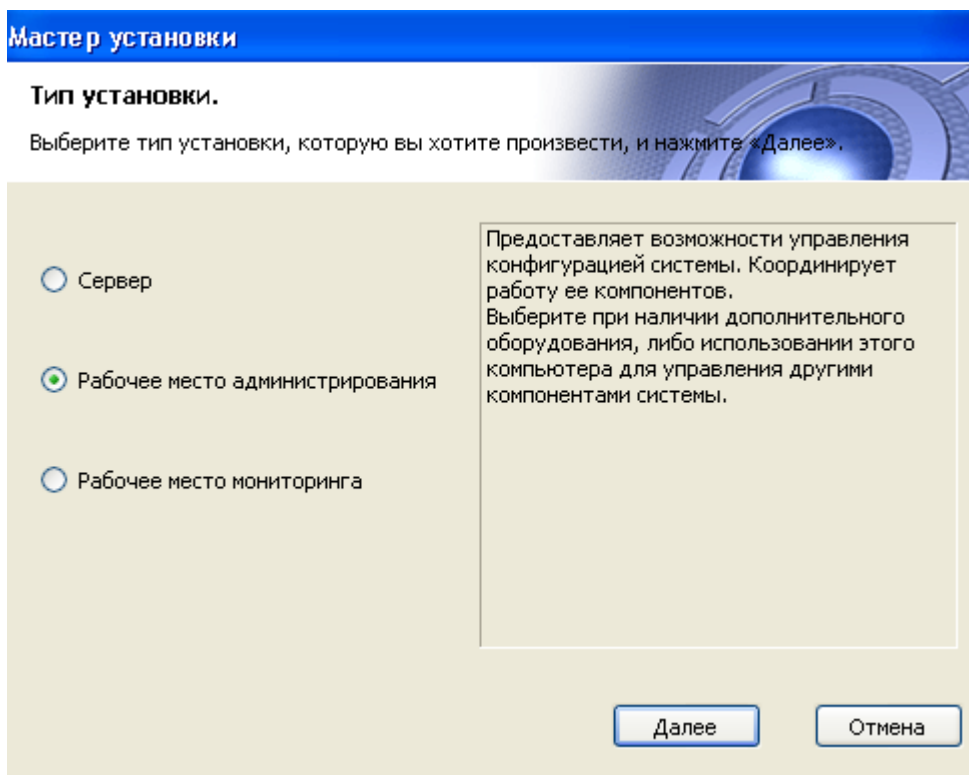 Мастер установки
Тип установки.
Выберите тип установки, которую вы хотите произвести, и нажмите «Далее».
Сервер
Рабочее место администрирования
Рабочее место мониторинга
Предоставляет возможности управления
конфигурацией системы. Координирует
работу ее компонентов.
Выберите при наличии дополнительного
оборудования, либо использовании этого
компьютера для управления другими
компонентами системы.
Далее
Отмена